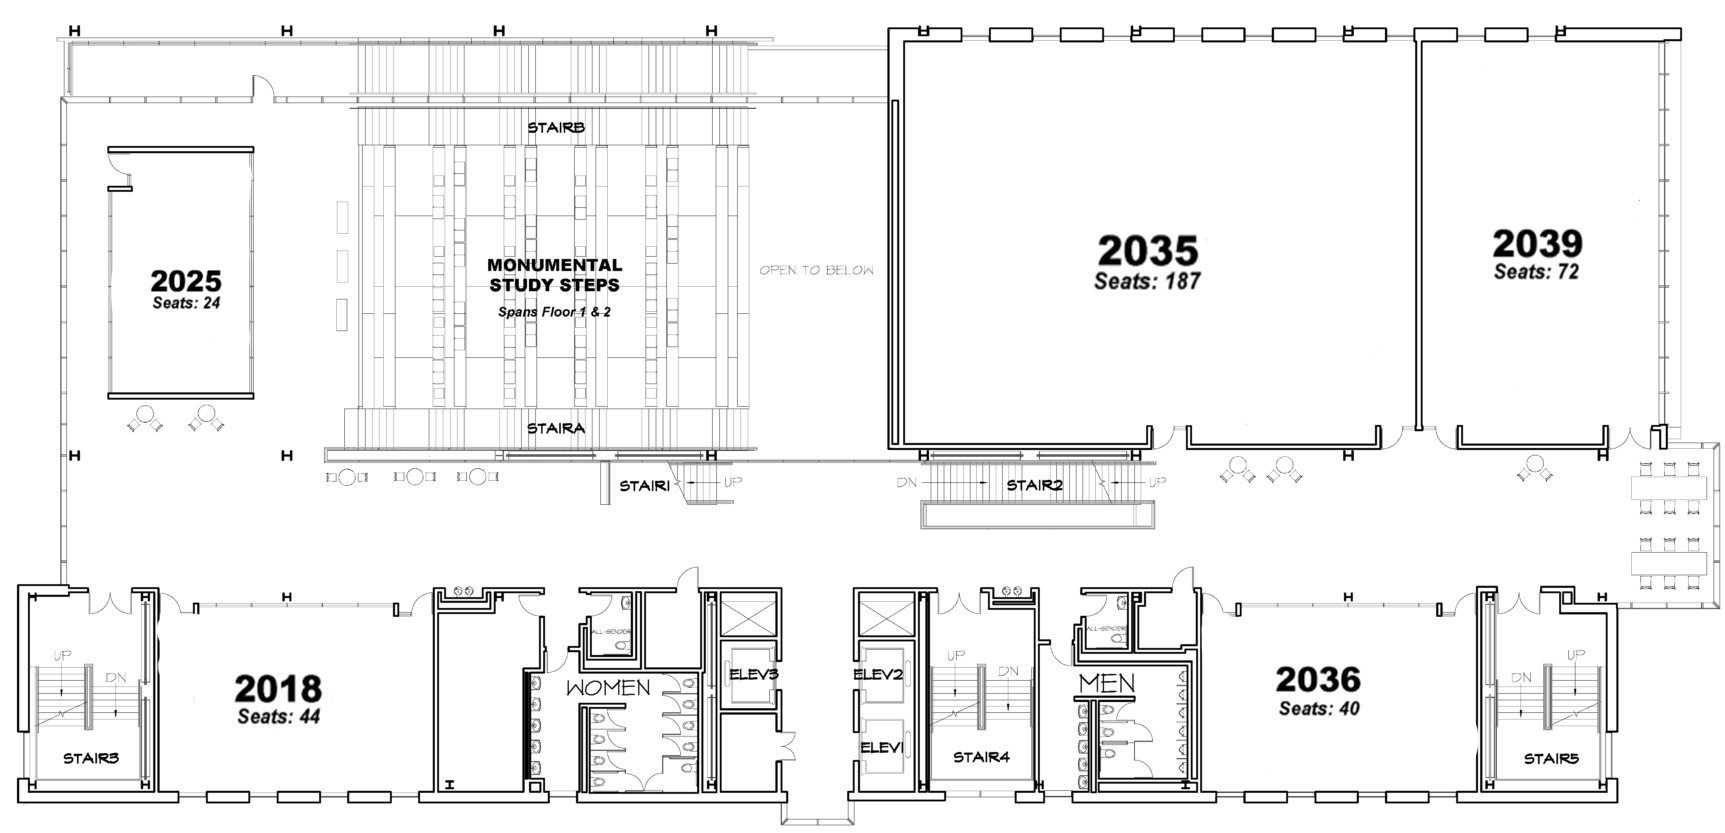 STAIRB
2025
Seats: 24
MONUMENTAL
STUDY STEPS
Spans Floor 1 & 2
OPEN TO BELOW
2035
Seats: 187
2039
Seats: 72
STAIRA
STAIR1
UP
DN
STAIR2
UP
UP
DN
STAIR3
2018
Seats: 44
ALL-GENDER
WOMEN
ELEV3
ELEV2
ELEV1
UP
DN
STAIR4
ALL-GENDER
MEN
2036
Seats: 40
DN
UP
STAIR5